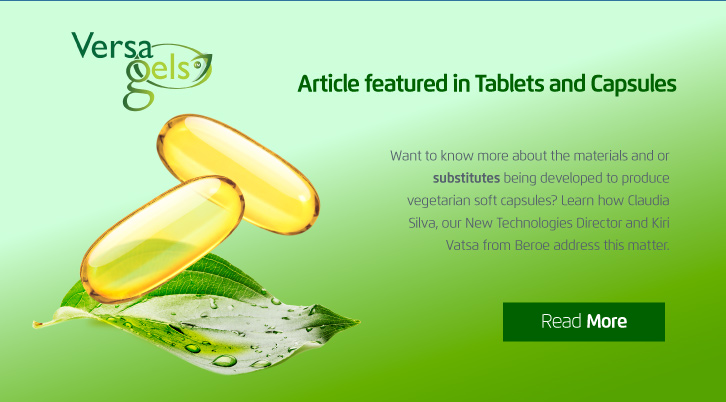 Versa
gels
Article featured in Tablets and Capsules
Want to know more about the materials and or
substitutes being developed to produce
vegetarian soft capsules? Learn how Claudia
Silva, our New Technologies Director and Kiri
Vatsa from Beroe address this matter.
Read More